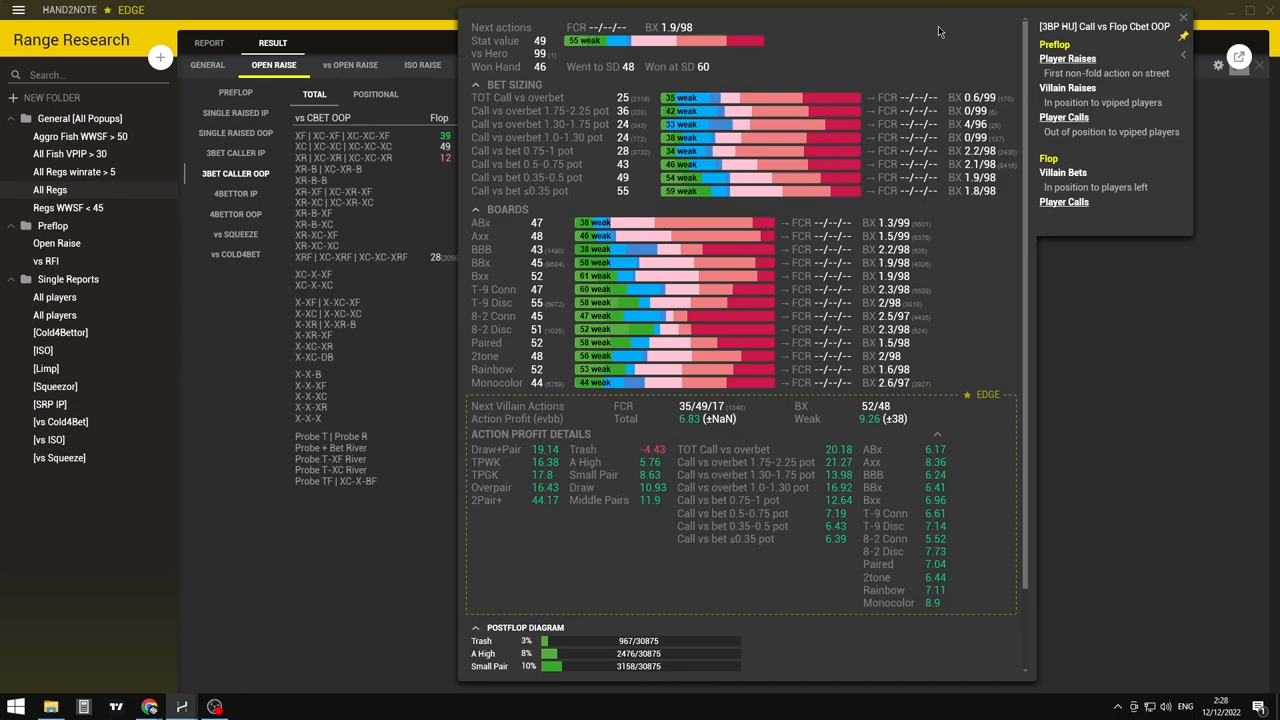 HAND2NOTE ★ EDGE
Range Research
Search...
NEW FOLDER
General [All Popups]
Aggro Fish WWSF > 50
All Fish VPIP > 30
All Regs winrate > 5
All Regs
Regs WWSF < 45
Preflop
Open Raise
vs RFI
Single Reports
All players
All players
[Cold4Bettor]
[ISO]
[Limp]
[Squeezor]
[SRP IP]
[vs Cold4Bet]
[vs ISO]
[vs Squeeze]
REPORT RESULT
GENERAL OPEN RAISE vs OPEN RAISE ISO RAISE
PREFLOP
SINGLE RAISED IP
SINGLE RAISED OOP
3BET CALLER IP
3BET CALLER OOP
4BETTOR IP
4BETTOR OOP
vs SQUEEZE
vs COLD4BET
TOTAL POSITIONAL
vs CBET OOP Flop
XF | XC-XF | XC-XC-XF 39
XC | XC-XC | XC-XC-XC 49
XR | XC-XR | XC-XC-XR 12
XR-B | XC-XR-B
XR-B-B
XR-XF | XR-XR-XF
XR-XC | XR-XC-XC
XR-B-XF
XR-B-XC
XR-XC-XF
XR-XC-XC
XRF | XC-XRF | XC-XC-XRF 28
XC-X-XF
XC-X-XC
X-XF | X-XC-XF
X-XC | X-XC-XC
X-XR | X-XR-B
X-XR-XF
X-XC-XR
X-XC-DB
X-X-B
X-X-XF
X-X-XC
X-X-XR
X-X-X
Probe T | Probe R
Probe + Bet River
Probe T-XF River
Probe T-XC River
Probe TF | XC-X-BF
Next actions FCR --/--/-- BX 1.9/98
Stat value 49 55 weak
vs Hero 99 (1)
Won Hand 46 Went to SD 48 Won at SD 60
BET SIZING
TOT Call vs overbet 25 (2119) 35 weak → FCR --/--/-- BX 0.6/99 (170)
Call vs overbet 1.75-2.25 pot 36 (228) 42 weak → FCR --/--/-- BX 0/99 (6)
Call vs overbet 1.30-1.75 pot 24 (343) 33 weak → FCR --/--/-- BX 4/96 (25)
Call vs overbet 1.0-1.30 pot 24 (772) 38 weak → FCR --/--/-- BX 0/99 (137)
Call vs bet 0.75-1 pot 28 (8732) 34 weak → FCR --/--/-- BX 2.2/98 (2430)
Call vs bet 0.5-0.75 pot 43 46 weak → FCR --/--/-- BX 2.1/98 (8416)
Call vs bet 0.35-0.5 pot 49 54 weak → FCR --/--/-- BX 1.9/98
Call vs bet ≤0.35 pot 55 59 weak → FCR --/--/-- BX 1.8/98
BOARDS
ABx 47 38 weak → FCR --/--/-- BX 1.3/99 (5601)
Axx 48 46 weak → FCR --/--/-- BX 1.5/99 (5376)
BBB 43 (1490) 38 weak → FCR --/--/-- BX 2.2/98 (635)
BBx 45 (9584) 58 weak → FCR --/--/-- BX 1.9/98 (4326)
Bxx 52 61 weak → FCR --/--/-- BX 1.9/98
T-9 Conn 47 60 weak → FCR --/--/-- BX 2.3/98 (5529)
T-9 Disc 55 (6972) 58 weak → FCR --/--/-- BX 2/98 (3818)
8-2 Conn 45 47 weak → FCR --/--/-- BX 2.5/97 (4435)
8-2 Disc 51 (1035) 52 weak → FCR --/--/-- BX 2.3/98 (524)
Paired 52 58 weak → FCR --/--/-- BX 1.5/98
2tone 48 56 weak → FCR --/--/-- BX 2/98
Rainbow 52 53 weak → FCR --/--/-- BX 1.6/98
Monocolor 44 (6759) 44 weak → FCR --/--/-- BX 2.6/97 (2927)
★ EDGE
Next Villain Actions FCR 35/49/17 (1348) BX 52/48
Action Profit (evbb) Total 6.83 (±NaN) Weak 9.26 (±38)
ACTION PROFIT DETAILS
Draw+Pair 19.14 Trash -4.43 TOT Call vs overbet 20.18 ABx 6.17
TPWK 16.38 A High 5.76 Call vs overbet 1.75-2.25 pot 21.27 Axx 8.36
TPGK 17.8 Small Pair 8.63 Call vs overbet 1.30-1.75 pot 13.98 BBB 6.24
Overpair 16.43 Draw 10.93 Call vs overbet 1.0-1.30 pot 16.92 BBx 6.41
2Pair+ 44.17 Middle Pairs 11.9 Call vs bet 0.75-1 pot 12.64 Bxx 6.96
Call vs bet 0.5-0.75 pot 7.19 T-9 Conn 6.61
Call vs bet 0.35-0.5 pot 6.43 T-9 Disc 7.14
Call vs bet ≤0.35 pot 6.39 8-2 Conn 5.52
8-2 Disc 7.73
Paired 7.04
2tone 6.44
Rainbow 7.11
Monocolor 8.9
POSTFLOP DIAGRAM
Trash 3% 967/30875
A High 8% 2476/30875
Small Pair 10% 3158/30875
[3BP HU] Call vs Flop Cbet OOP
Preflop
Player Raises
First non-fold action on street
Villain Raises
In position to vpiped players
Player Calls
Out of position to vpiped players
Flop
Villain Bets
In position to players left
Player Calls
2:28
12/12/2022